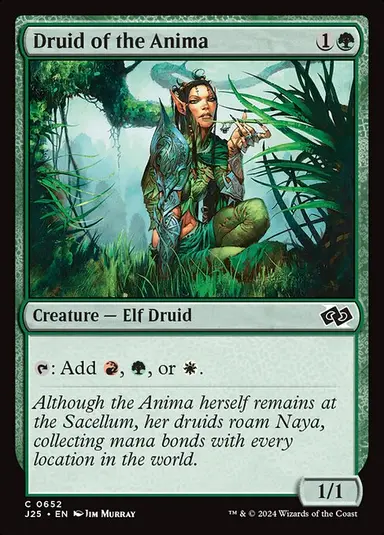 Druid of the Anima 1
Creature — Elf Druid
: Add , , or .
Although the Anima herself remains at
the Sacellum, her druids roam Naya,
collecting mana bonds with every
location in the world.
1/1
C 0652
J25 • EN Jim Murray
™ & © 2024 Wizards of the Coast